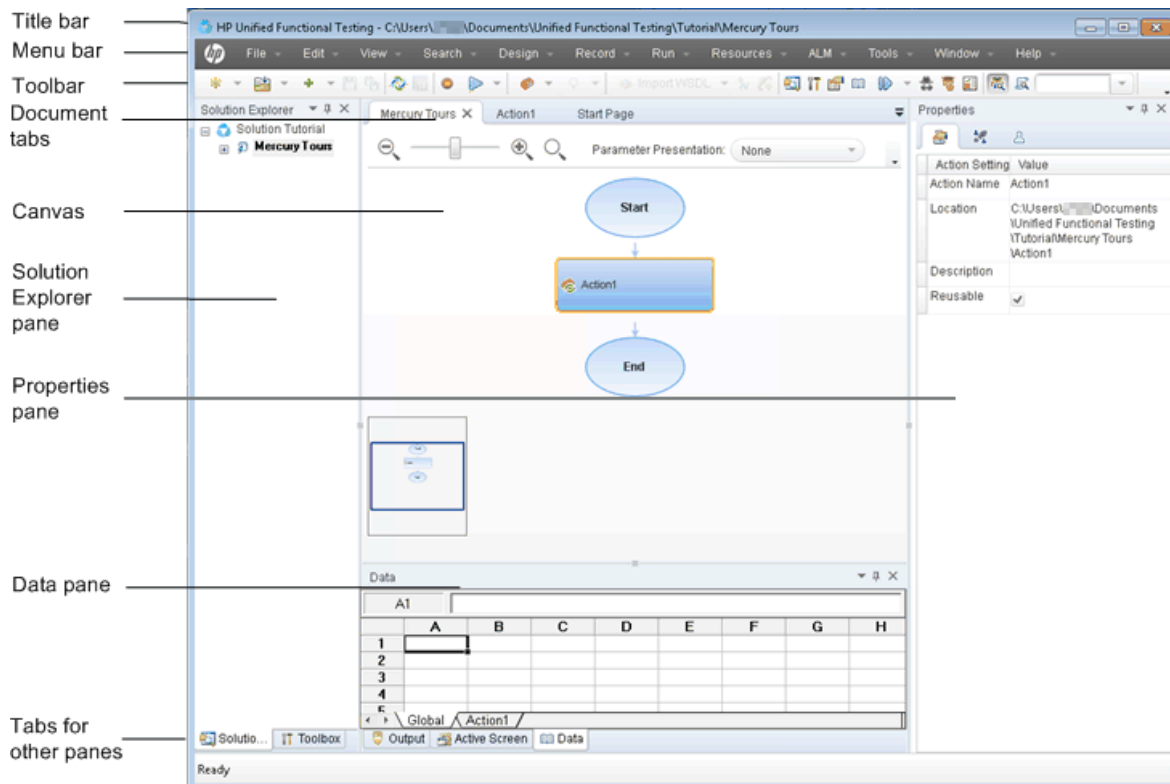 Title bar
HP Unified Functional Testing - C:\Users\ \Documents\Unified Functional Testing\Tutorial\Mercury Tours
Menu bar
hp File Edit View Search Design Record Run Resources ALM Tools Window Help
Toolbar
Import WSDL
Document
tabs
Solution Explorer
Mercury Tours Action1 Start Page
Properties
Solution Tutorial
Mercury Tours
Parameter Presentation: None
Action Setting Value
Action Name Action1
Location C:\Users\ \Documents
\Unified Functional Testing
\Tutorial\Mercury Tours
\Action1
Description
Reusable
Canvas
Start
Action1
End
Solution
Explorer
pane
Properties
pane
Data pane
Data
A1
A B C D E F G H
1
2
3
4
5
Global Action1
Tabs for
other panes
Solutio... Toolbox Output Active Screen Data
Ready